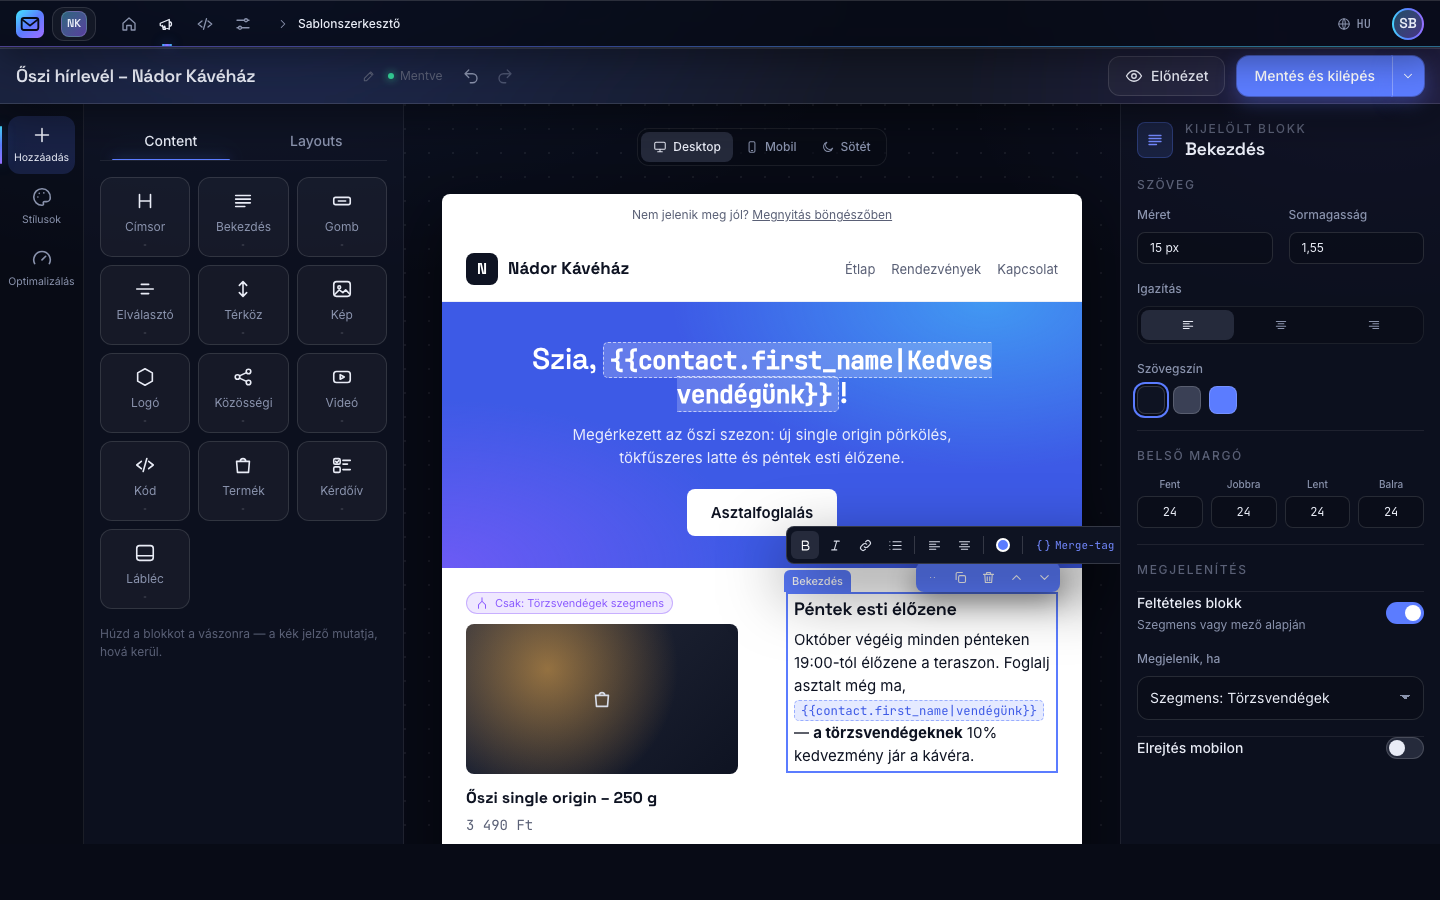 NK
Sablonszerkesztő
HU
SB
Őszi hírlevél – Nádor Kávéház
Mentve
Előnézet
Mentés és kilépés
Hozzáadás
Stílusok
Optimalizálás
Content
Layouts
Címsor
Bekezdés
Gomb
Elválasztó
Térköz
Kép
Logó
Közösségi
Videó
Kód
Termék
Kérdőív
Lábléc
Húzd a blokkot a vászonra — a kék jelző mutatja,
hová kerül.
Desktop
Mobil
Sötét
Nem jelenik meg jól? Megnyitás böngészőben
N
Nádor Kávéház
Étlap
Rendezvények
Kapcsolat
Szia, {{contact.first_name|Kedves
vendégünk}}!
Megérkezett az őszi szezon: új single origin pörkölés,
tökfűszeres latte és péntek esti élőzene.
Asztalfoglalás
B
I
{} Merge-tag
Bekezdés
Csak: Törzsvendégek szegmens
Őszi single origin – 250 g
3 490 Ft
Péntek esti élőzene
Október végéig minden pénteken
19:00-tól élőzene a teraszon. Foglalj
asztalt még ma,
{{contact.first_name|vendégünk}}
— a törzsvendégeknek 10%
kedvezmény jár a kávéra.
KIJELÖLT BLOKK
Bekezdés
SZÖVEG
Méret
Sormagasság
15 px
1,55
Igazítás
Szövegszín
BELSŐ MARGÓ
Fent
Jobbra
Lent
Balra
24
24
24
24
MEGJELENÍTÉS
Feltételes blokk
Szegmens vagy mező alapján
Megjelenik, ha
Szegmens: Törzsvendégek
Elrejtés mobilon